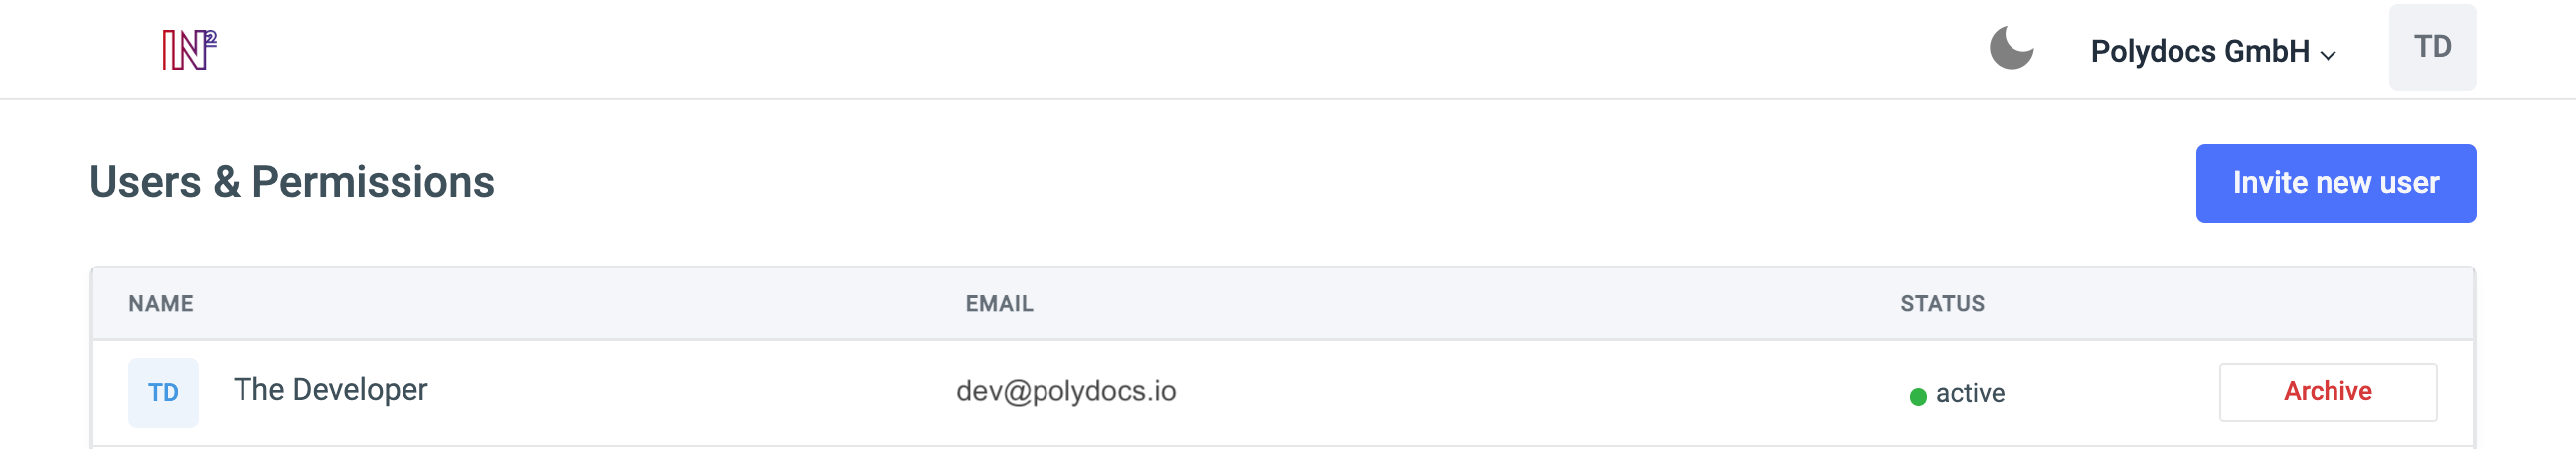 IN²
Polydocs GmbH
TD
Users & Permissions
Invite new user
NAME EMAIL STATUS
TD The Developer dev@polydocs.io active Archive